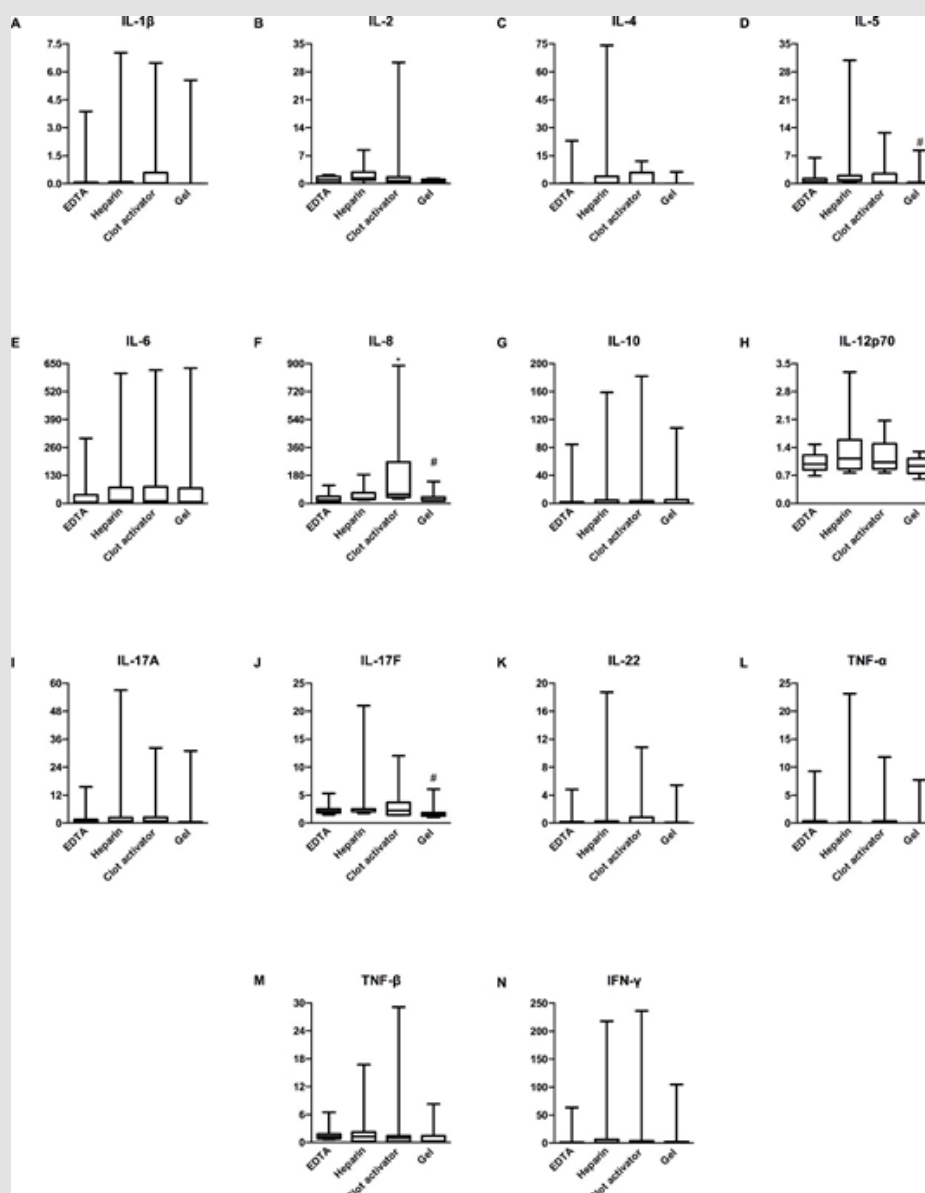 A IL-1β
7.5
6.0
4.5
3.0
1.5
0.0
EDTA
Heparin
Clot activator
Gel
B IL-2
35
28
21
14
7
0
EDTA
Heparin
Clot activator
Gel
C IL-4
75
60
45
30
15
0
EDTA
Heparin
Clot activator
Gel
D IL-5
35
28
21
14
7
0
#
EDTA
Heparin
Clot activator
Gel
E IL-6
650
520
390
260
130
0
EDTA
Heparin
Clot activator
Gel
F IL-8
900
720
540
360
180
0
*
#
EDTA
Heparin
Clot activator
Gel
G IL-10
200
160
120
80
40
0
EDTA
Heparin
Clot activator
Gel
H IL-12p70
3.5
2.8
2.1
1.4
0.7
0.0
EDTA
Heparin
Clot activator
Gel
I IL-17A
60
48
36
24
12
0
EDTA
Heparin
Clot activator
Gel
J IL-17F
25
20
15
10
5
0
#
EDTA
Heparin
Clot activator
Gel
K IL-22
20
16
12
8
4
0
EDTA
Heparin
Clot activator
Gel
L TNF-α
25
20
15
10
5
0
EDTA
Heparin
Clot activator
Gel
M TNF-β
30
24
18
12
6
0
EDTA
Heparin
Clot activator
Gel
N IFN-γ
250
200
150
100
50
0
EDTA
Heparin
Clot activator
Gel